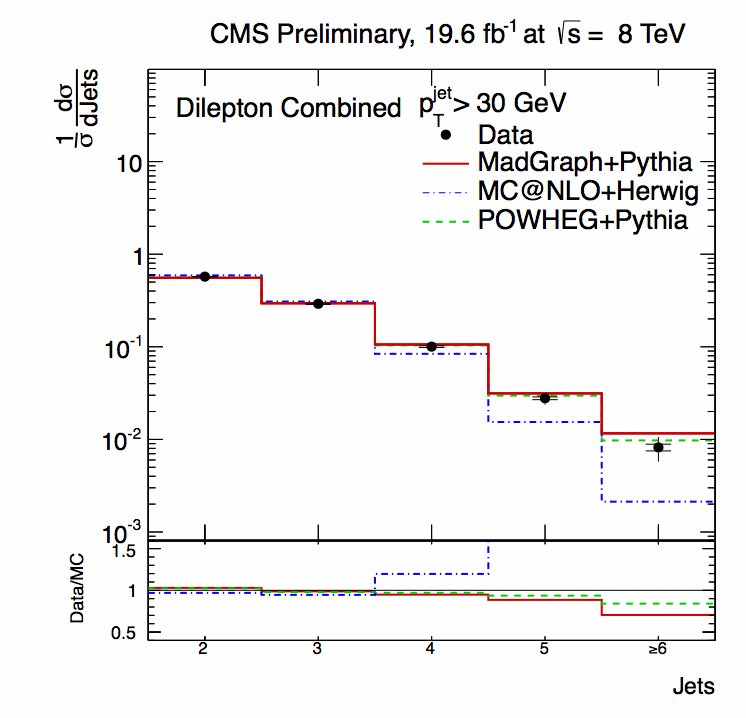 CMS Preliminary, 19.6 fb⁻¹ at √s = 8 TeV
1/σ dσ/dJets
Dilepton Combined p_T^jet > 30 GeV
Data
MadGraph+Pythia
MC@NLO+Herwig
POWHEG+Pythia
10
1
10⁻¹
10⁻²
10⁻³
Data/MC
1.5
1
0.5
2 3 4 5 ≥6
Jets